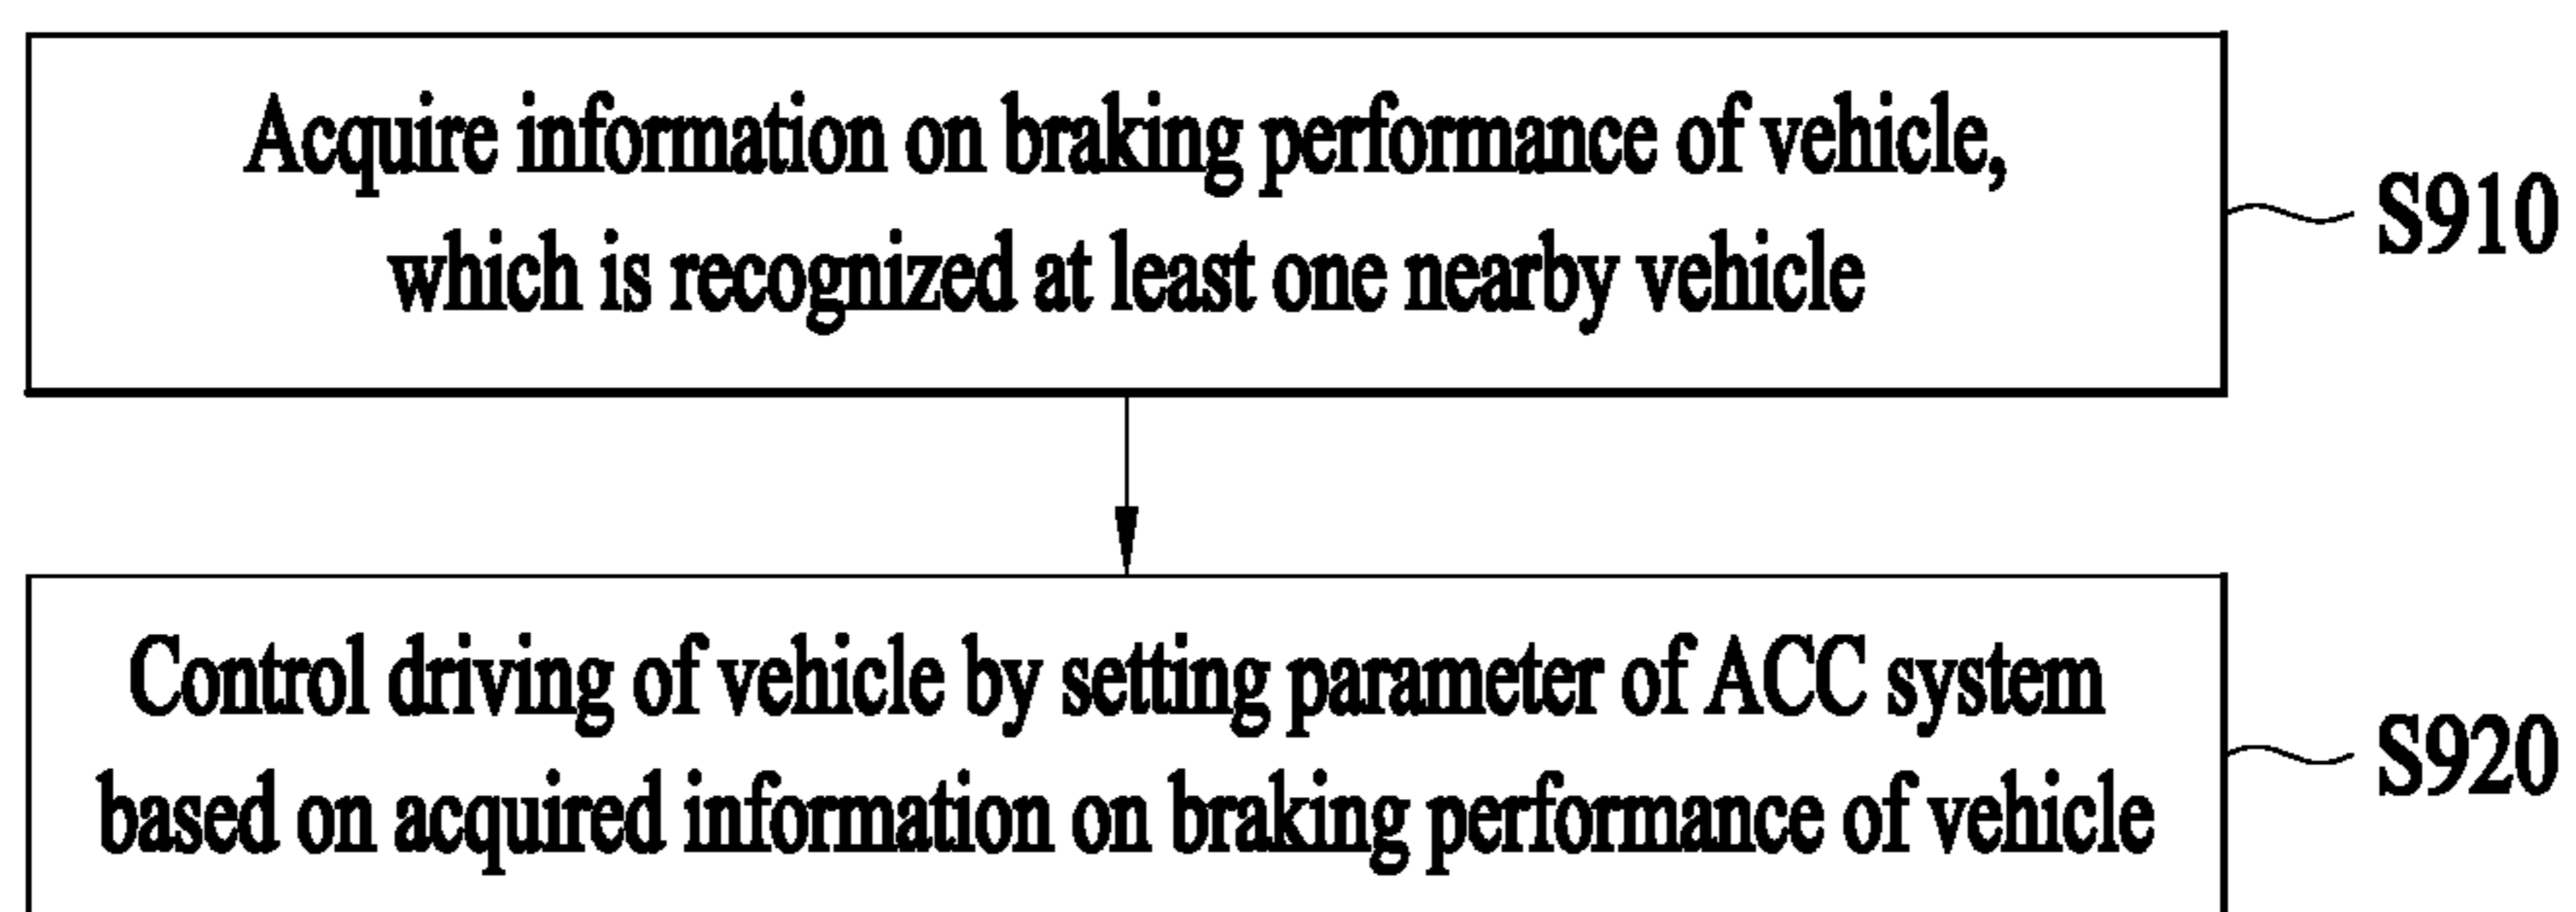 Acquire information on braking performance of vehicle,
which is recognized at least one nearby vehicle
S910
Control driving of vehicle by setting parameter of ACC system
based on acquired information on braking performance of vehicle
S920